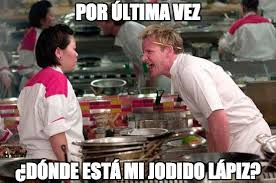 POR ÚLTIMA VEZ
¿DÓNDE ESTÁ MI JODIDO LÁPIZ?